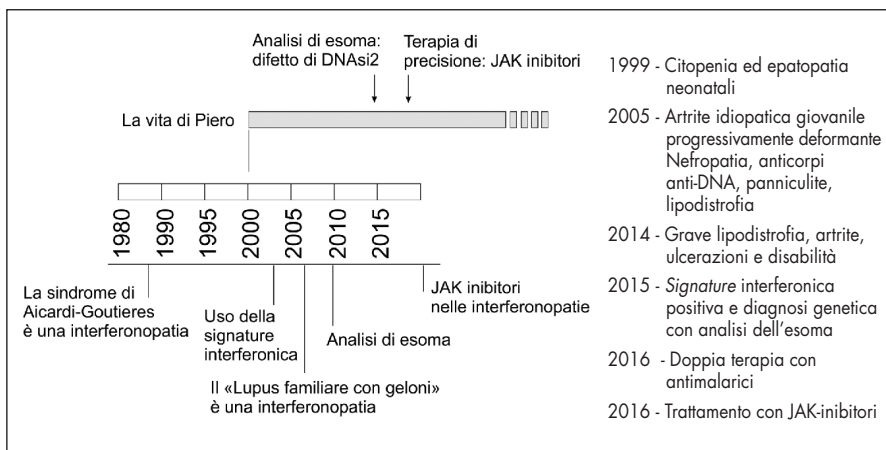 Analisi di esoma:
difetto di DNAsi2
Terapia di
precisione: JAK inibitori
La vita di Piero
1980
1990
1995
2000
2005
2010
2015
La sindrome di
Aicardi-Goutieres
è una interferonopatia
Uso della
signature
interferonica
Il «Lupus familiare con geloni»
è una interferonopatia
Analisi di esoma
JAK inibitori
nelle interferonopatie
1999 - Citopenia ed epatopatia
neonatali
2005 - Artrite idiopatica giovanile
progressivamente deformante
Nefropatia, anticorpi
anti-DNA, panniculite,
lipodistrofia
2014 - Grave lipodistrofia, artrite,
ulcerazioni e disabilità
2015 - Signature interferonica
positiva e diagnosi genetica
con analisi dell'esoma
2016 - Doppia terapia con
antimalarici
2016 - Trattamento con JAK-inibitori